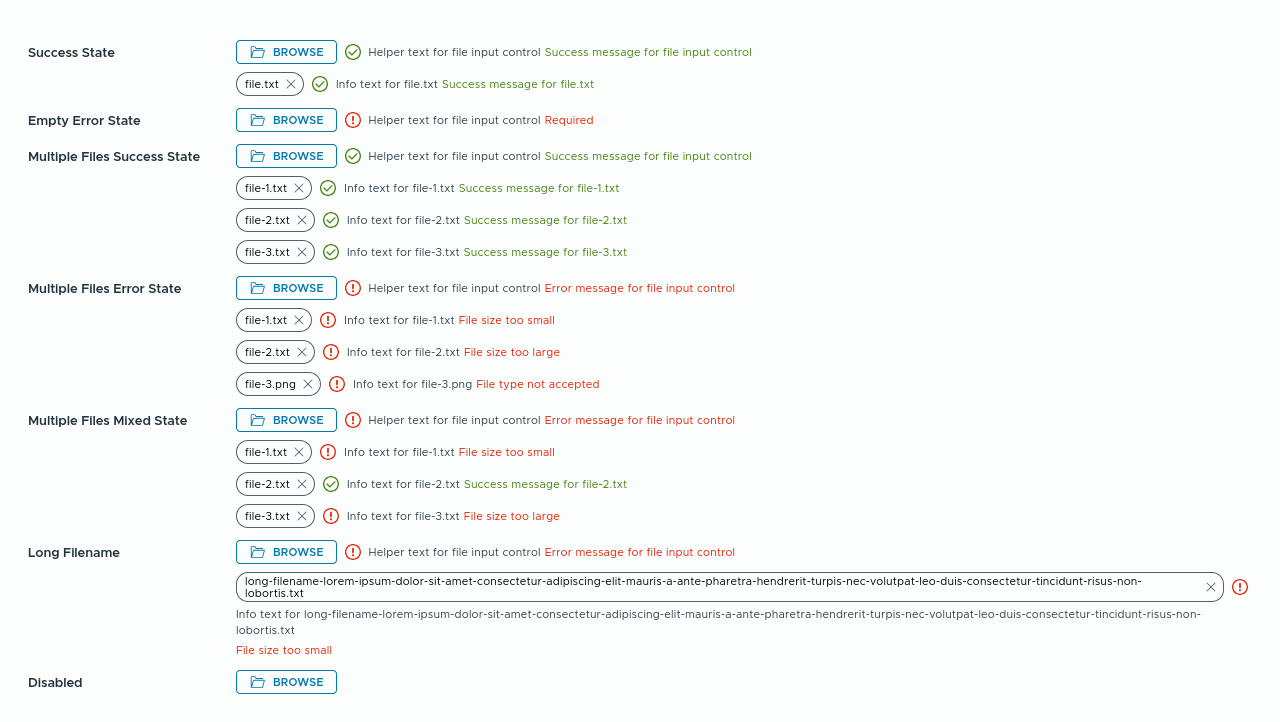 Success State BROWSE Helper text for file input control Success message for file input control
file.txt Info text for file.txt Success message for file.txt
Empty Error State BROWSE Helper text for file input control Required
Multiple Files Success State BROWSE Helper text for file input control Success message for file input control
file-1.txt Info text for file-1.txt Success message for file-1.txt
file-2.txt Info text for file-2.txt Success message for file-2.txt
file-3.txt Info text for file-3.txt Success message for file-3.txt
Multiple Files Error State BROWSE Helper text for file input control Error message for file input control
file-1.txt Info text for file-1.txt File size too small
file-2.txt Info text for file-2.txt File size too large
file-3.png Info text for file-3.png File type not accepted
Multiple Files Mixed State BROWSE Helper text for file input control Error message for file input control
file-1.txt Info text for file-1.txt File size too small
file-2.txt Info text for file-2.txt Success message for file-2.txt
file-3.txt Info text for file-3.txt File size too large
Long Filename BROWSE Helper text for file input control Error message for file input control
long-filename-lorem-ipsum-dolor-sit-amet-consectetur-adipiscing-elit-mauris-a-ante-pharetra-hendrerit-turpis-nec-volutpat-leo-duis-consectetur-tincidunt-risus-non-
lobortis.txt
Info text for long-filename-lorem-ipsum-dolor-sit-amet-consectetur-adipiscing-elit-mauris-a-ante-pharetra-hendrerit-turpis-nec-volutpat-leo-duis-consectetur-tincidunt-risus-non-
lobortis.txt
File size too small
Disabled BROWSE